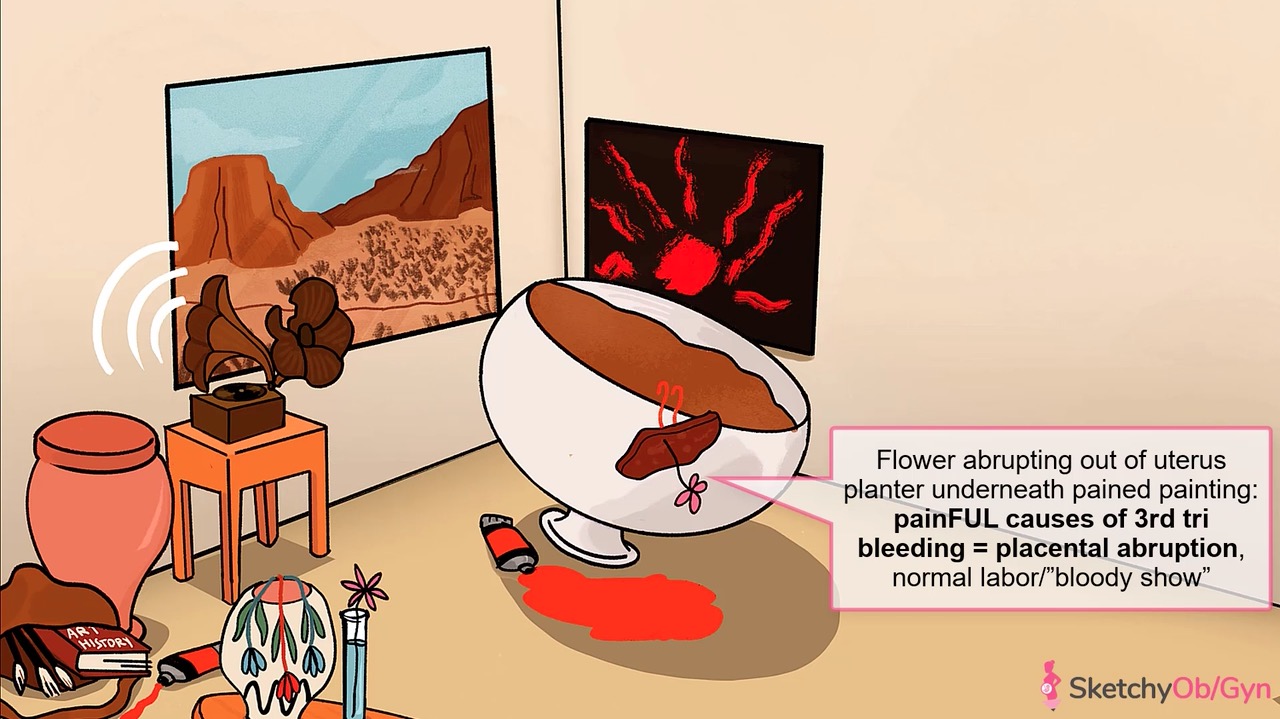 Flower abrupting out of uterus
planter underneath pained painting:
painFUL causes of 3rd tri
bleeding = placental abruption,
normal labor/”bloody show”
ART
HISTORY
SketchyOb/Gyn